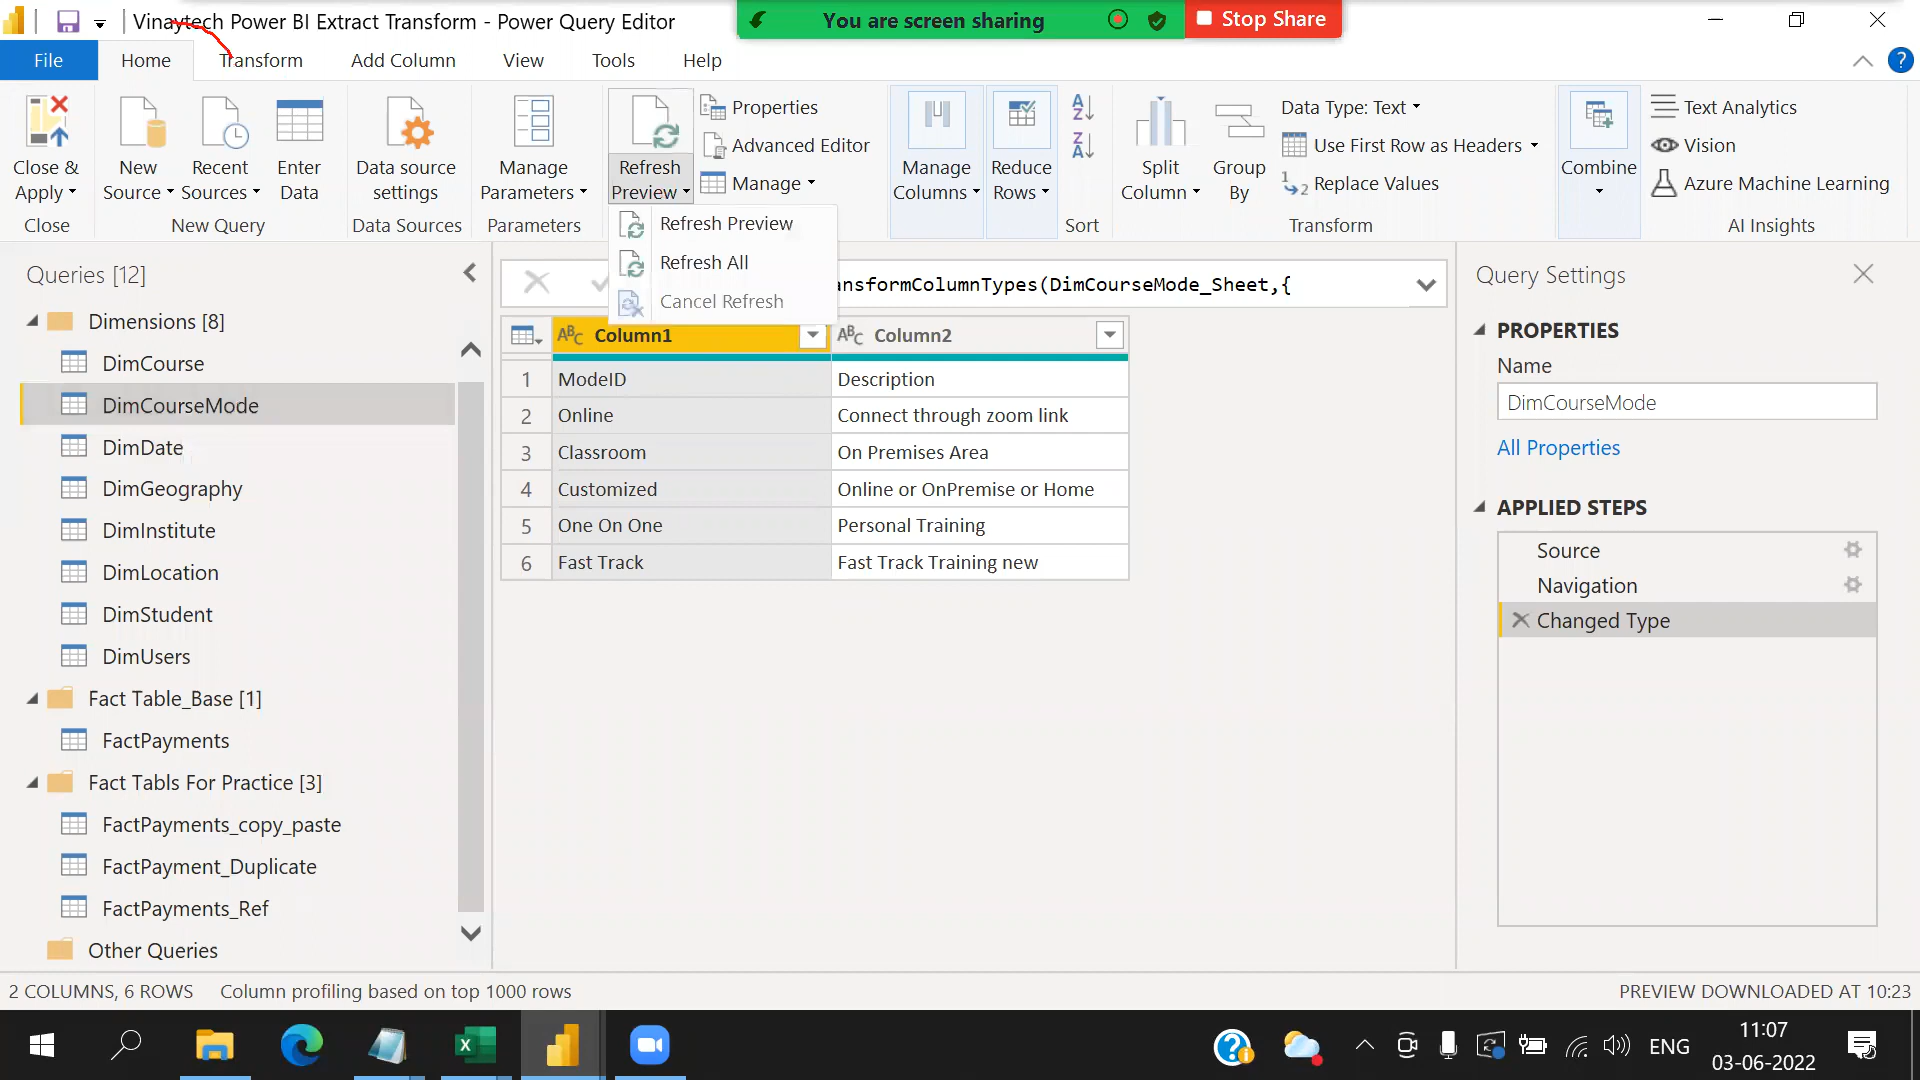 Vinaytech Power BI Extract Transform - Power Query Editor
You are screen sharing
Stop Share
File
Home
Transform
Add Column
View
Tools
Help
?
Close &
Apply
New
Source
Recent
Sources
Enter
Data
Data source
settings
Manage
Parameters
Refresh
Preview
Properties
Advanced Editor
Manage
Manage
Columns
Reduce
Rows
Split
Column
Group
By
Data Type: Text
Use First Row as Headers
Replace Values
Combine
Text Analytics
Vision
Azure Machine Learning
Close
New Query
Data Sources
Parameters
Sort
Transform
AI Insights
Refresh Preview
Refresh All
Cancel Refresh
Queries [12]
Dimensions [8]
DimCourse
DimCourseMode
DimDate
DimGeography
DimInstitute
DimLocation
DimStudent
DimUsers
Fact Table_Base [1]
FactPayments
Fact Tabls For Practice [3]
FactPayments_copy_paste
FactPayment_Duplicate
FactPayments_Ref
Other Queries
ansformColumnTypes(DimCourseMode_Sheet,{
ABC Column1
ABC Column2
1 ModeID Description
2 Online Connect through zoom link
3 Classroom On Premises Area
4 Customized Online or OnPremise or Home
5 One On One Personal Training
6 Fast Track Fast Track Training new
Query Settings
PROPERTIES
Name
DimCourseMode
All Properties
APPLIED STEPS
Source
Navigation
Changed Type
2 COLUMNS, 6 ROWS
Column profiling based on top 1000 rows
PREVIEW DOWNLOADED AT 10:23
ENG
11:07
03-06-2022